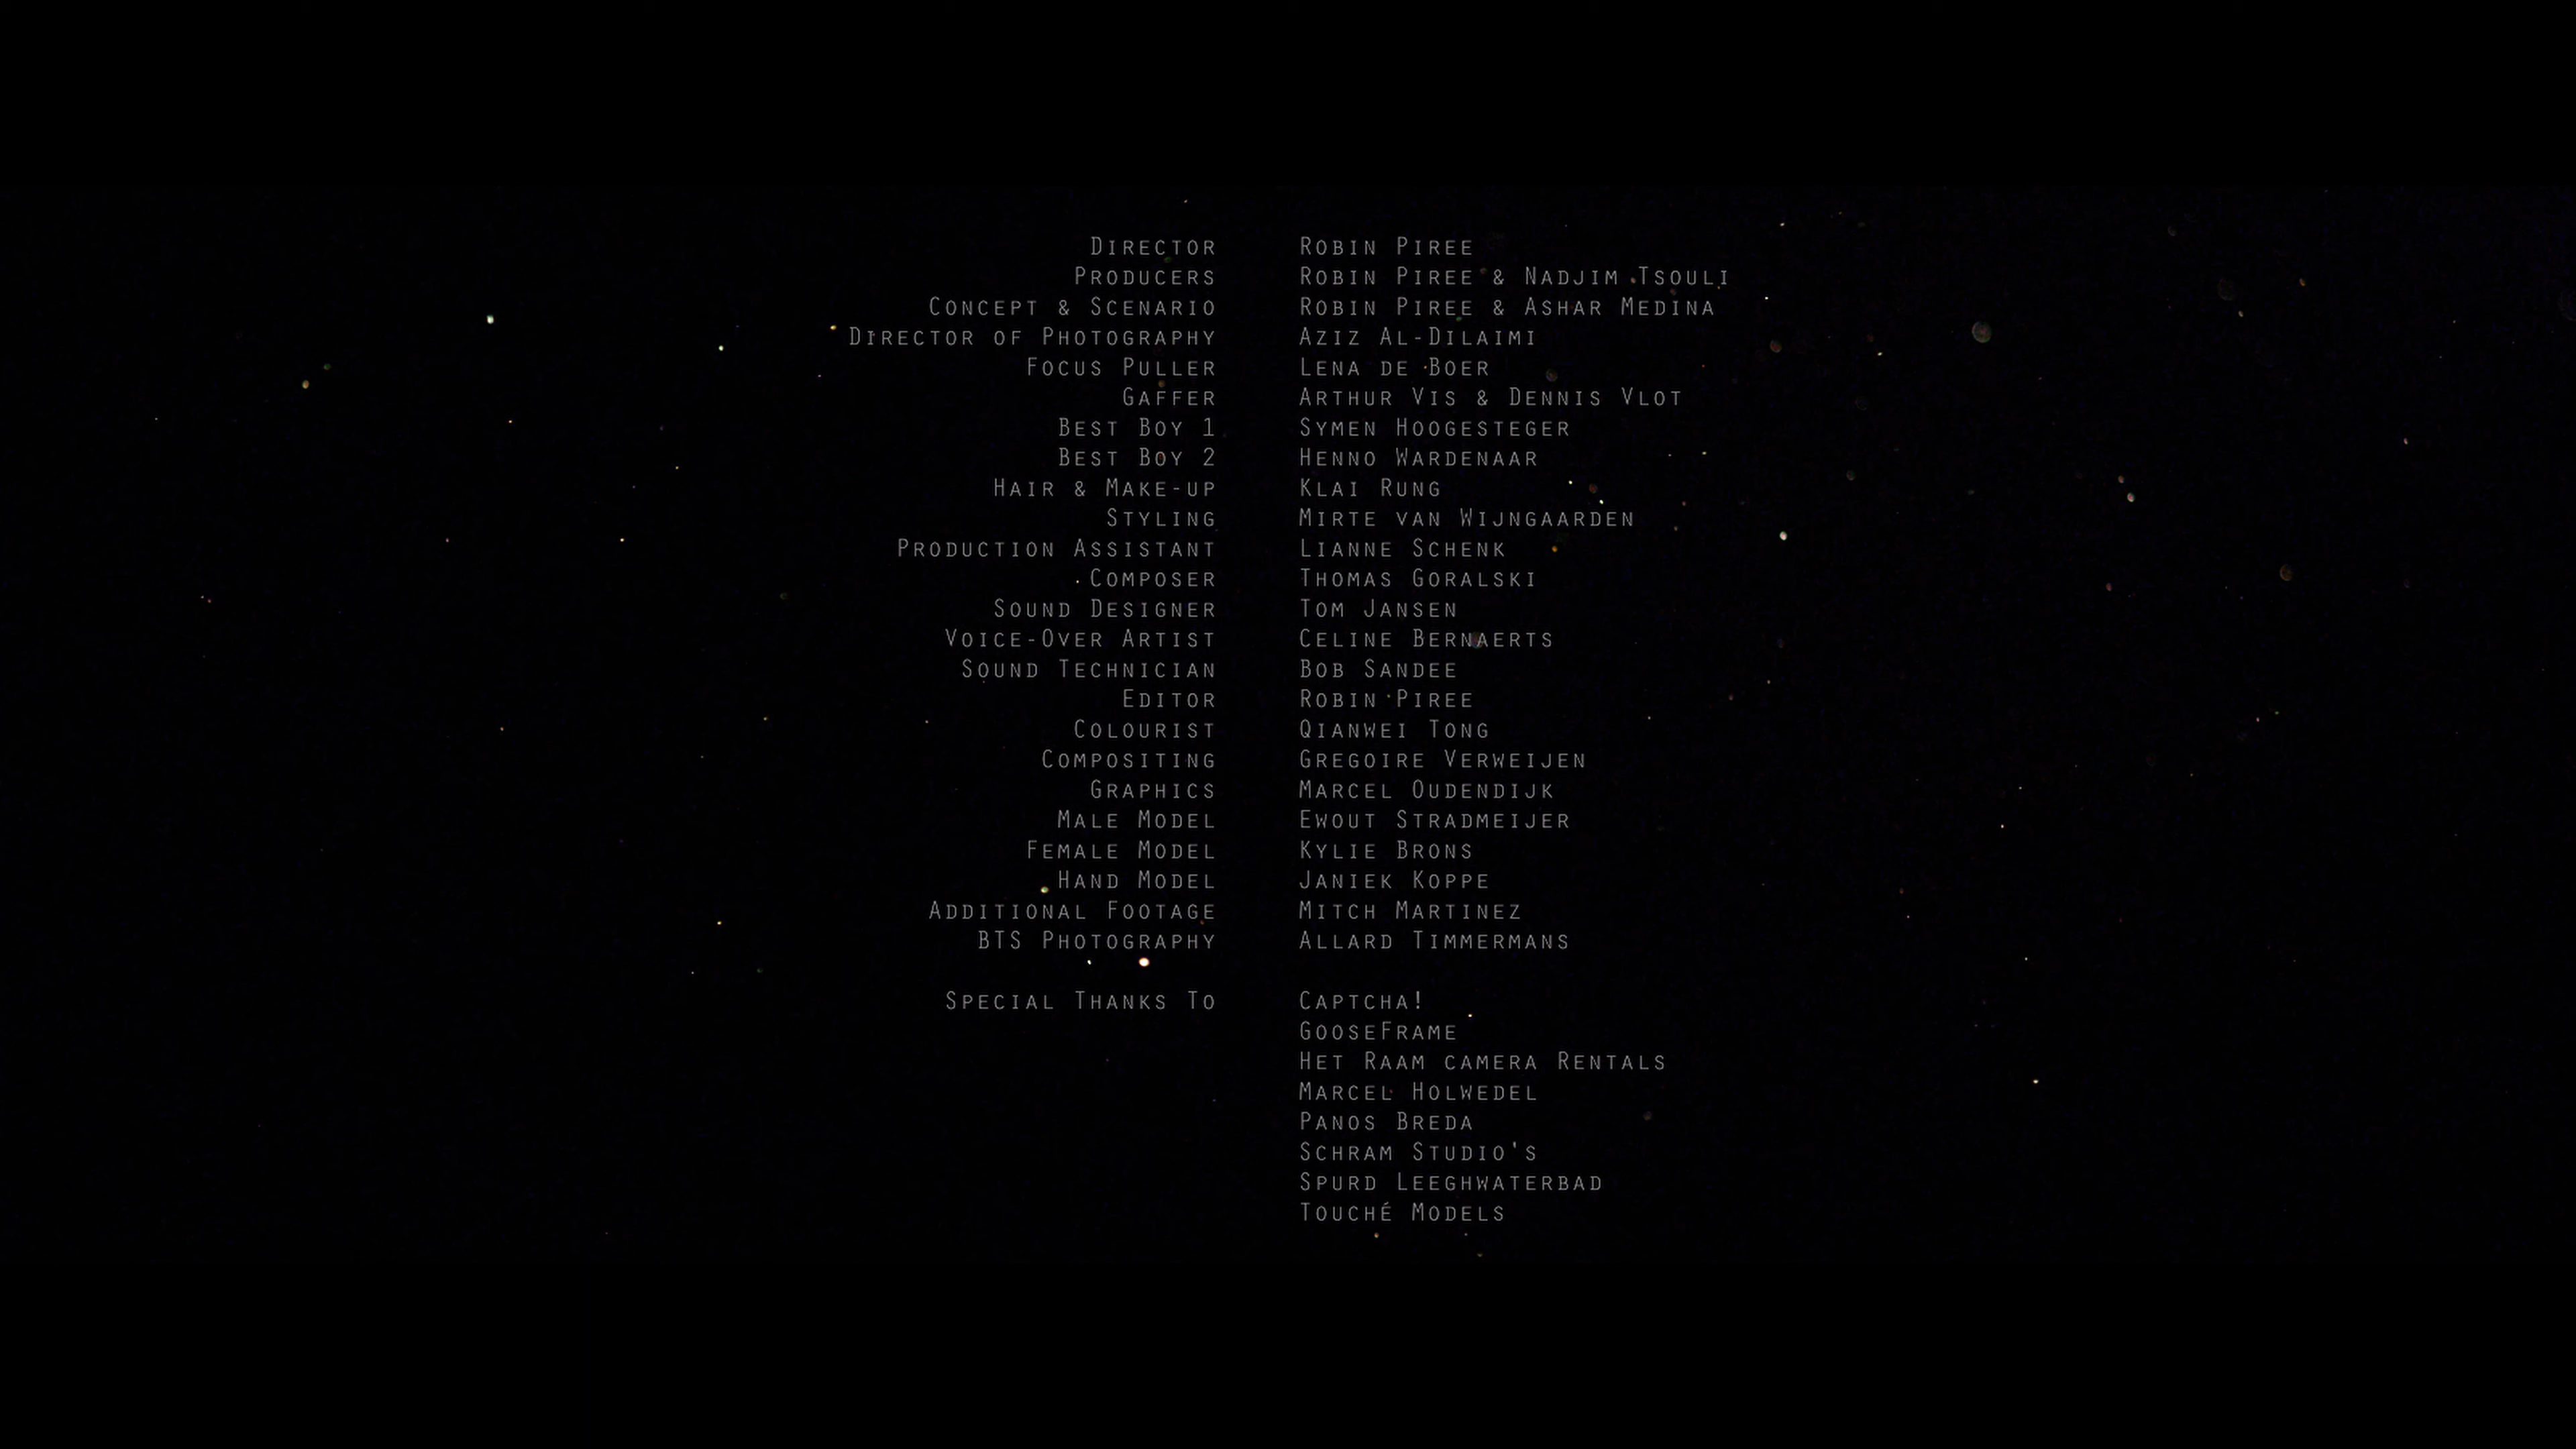 Director Robin Piree
Producers Robin Piree & Nadjim Tsouli
Concept & Scenario Robin Piree & Ashar Medina
Director of Photography Aziz Al-Dilaimi
Focus Puller Lena de Boer
Gaffer Arthur Vis & Dennis Vlot
Best Boy 1 Symen Hoogesteger
Best Boy 2 Henno Wardenaar
Hair & Make-up Klai Rung
Styling Mirte van Wijngaarden
Production Assistant Lianne Schenk
Composer Thomas Goralski
Sound Designer Tom Jansen
Voice-Over Artist Celine Bernaerts
Sound Technician Bob Sandee
Editor Robin Piree
Colourist Qianwei Tong
Compositing Gregoire Verweijen
Graphics Marcel Oudendijk
Male Model Ewout Stradmeijer
Female Model Kylie Brons
Hand Model Janiek Koppe
Additional Footage Mitch Martinez
BTS Photography Allard Timmermans
Special Thanks To Captcha!
GooseFrame
Het Raam camera Rentals
Marcel Holwedel
Panos Breda
Schram Studio's
Spurd Leeghwaterbad
Touché Models